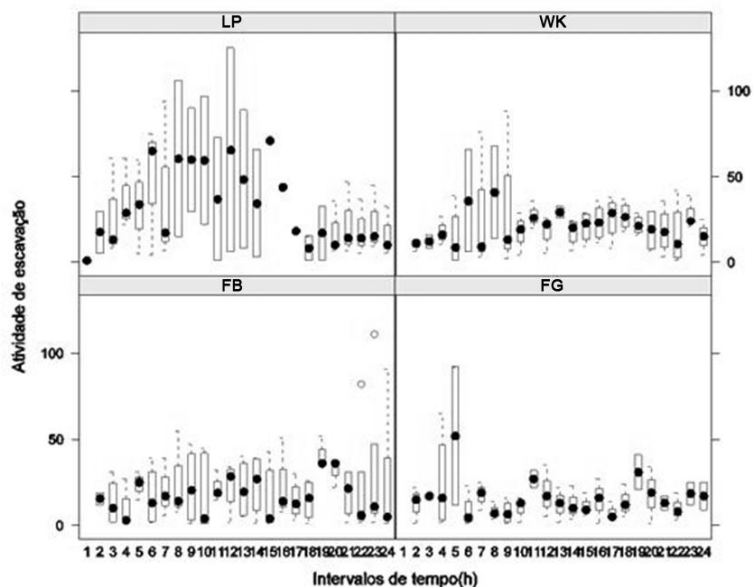 LP
WK
100
50
0
FB
FG
100
50
0
Atividade de escavação
1 2 3 4 5 6 7 8 9 10 11 12 13 14 15 16 17 18 19 20 21 22 23 24 1 2 3 4 5 6 7 8 9 10 11 12 13 14 15 16 17 18 19 20 21 22 23 24
Intervalos de tempo(h)